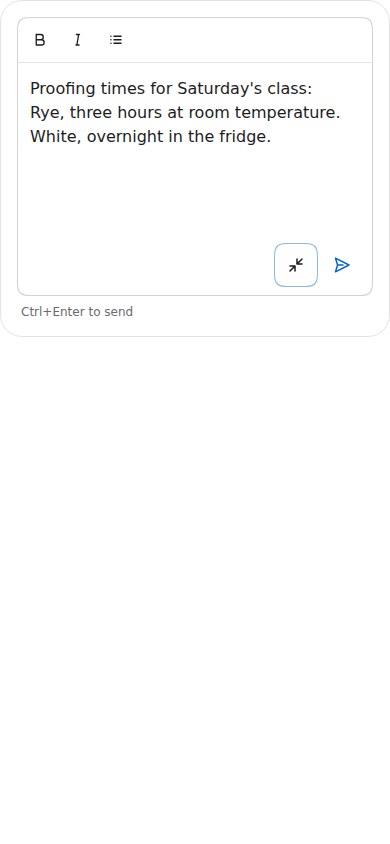 B
I
Proofing times for Saturday's class:
Rye, three hours at room temperature.
White, overnight in the fridge.
Ctrl+Enter to send